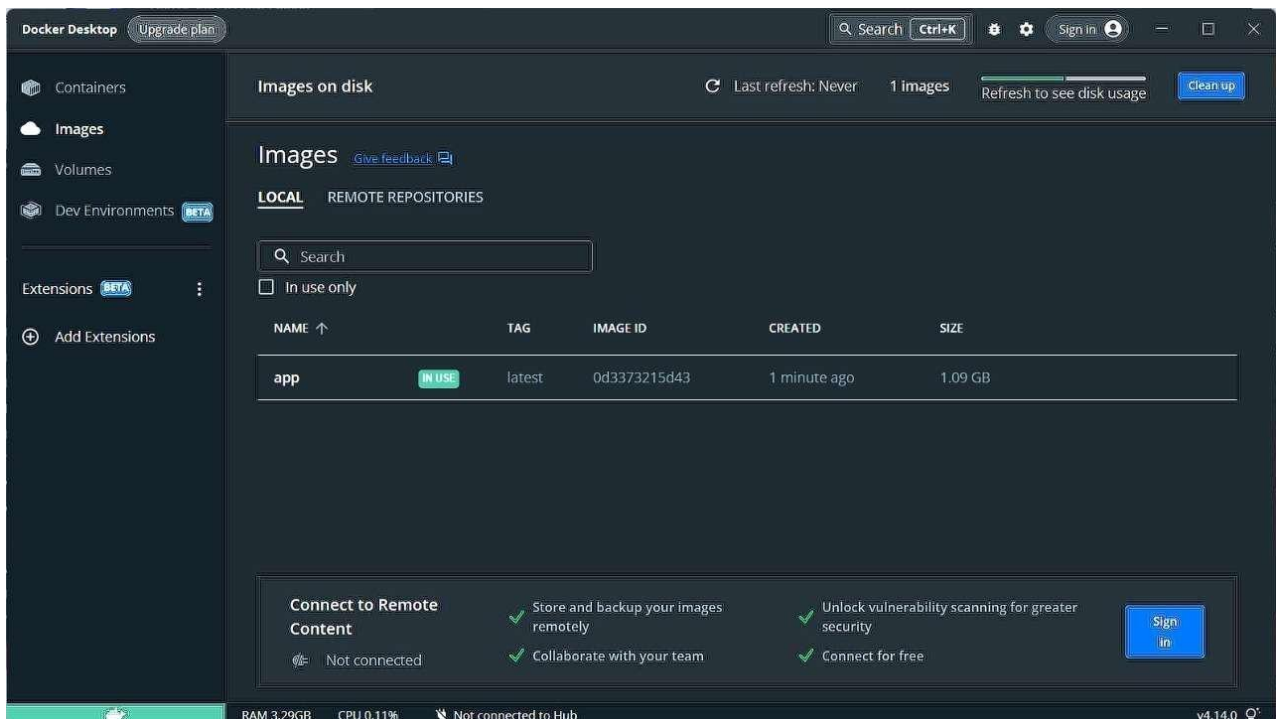 Docker Desktop Upgrade plan Search Ctrl+K Sign in
Containers
Images
Volumes
Dev Environments BETA
Extensions BETA
Add Extensions
Images on disk Last refresh: Never 1 images Refresh to see disk usage Clean up
Images Give feedback
LOCAL REMOTE REPOSITORIES
Search
In use only
NAME TAG IMAGE ID CREATED SIZE
app IN USE latest 0d3373215d43 1 minute ago 1.09 GB
Connect to Remote
Content
Not connected
Store and backup your images
remotely
Collaborate with your team
Unlock vulnerability scanning for greater
security
Connect for free
Sign
in
RAM 3.29GB CPU 0.11% Not connected to Hub v4.14.0